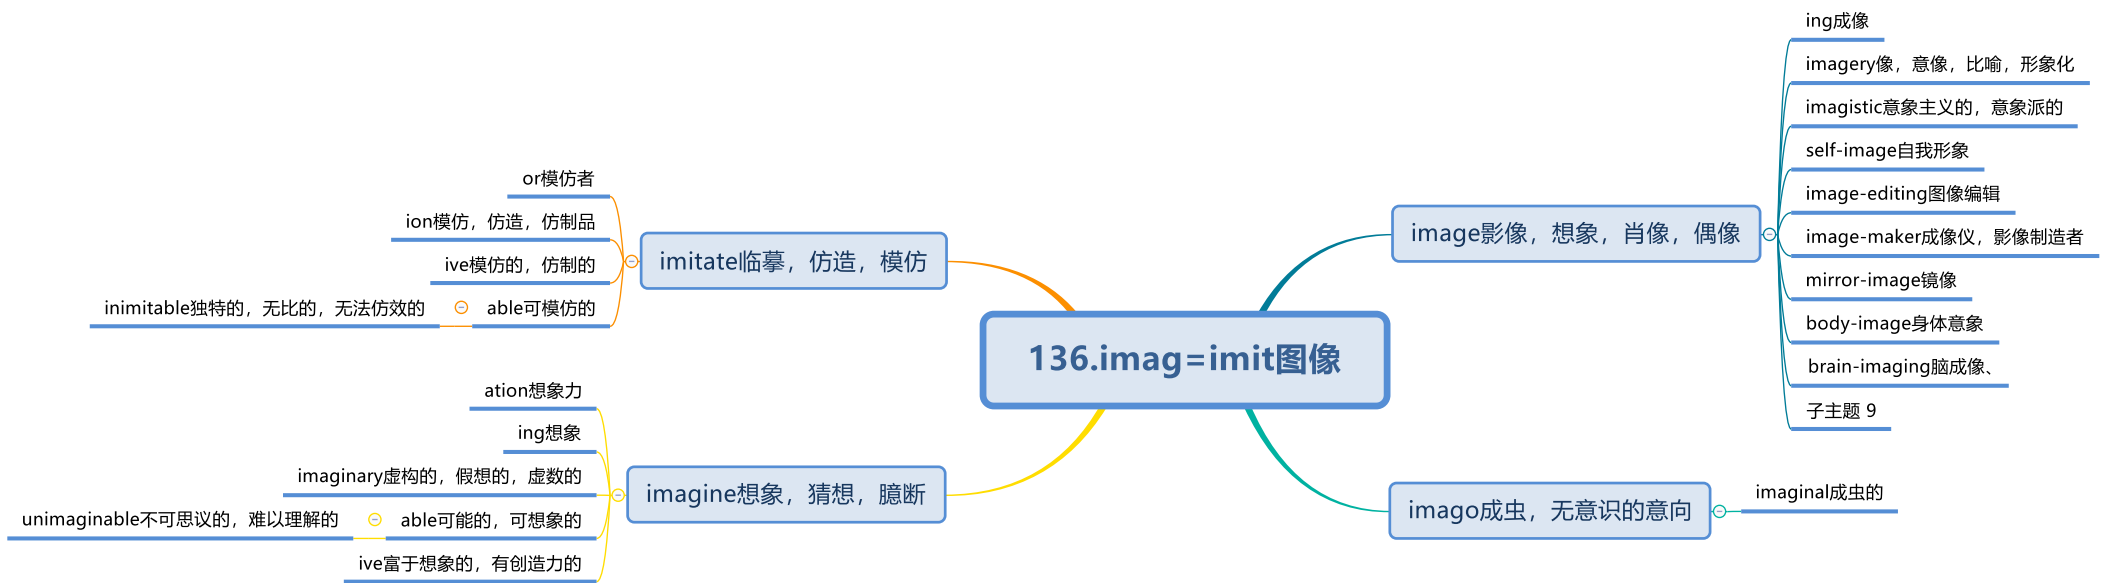 136.imag=imit图像
image影像，想象，肖像，偶像
ing成像
imagery像，意像，比喻，形象化
imagistic意象主义的，意象派的
self-image自我形象
image-editing图像编辑
image-maker成像仪，影像制造者
mirror-image镜像
body-image身体意象
brain-imaging脑成像、
子主题 9
imago成虫，无意识的意向
imaginal成虫的
imitate临摹，仿造，模仿
or模仿者
ion模仿，仿造，仿制品
ive模仿的，仿制的
able可模仿的
inimitable独特的，无比的，无法仿效的
imagine想象，猜想，臆断
ation想象力
ing想象
imaginary虚构的，假想的，虚数的
able可能的，可想象的
unimaginable不可思议的，难以理解的
ive富于想象的，有创造力的